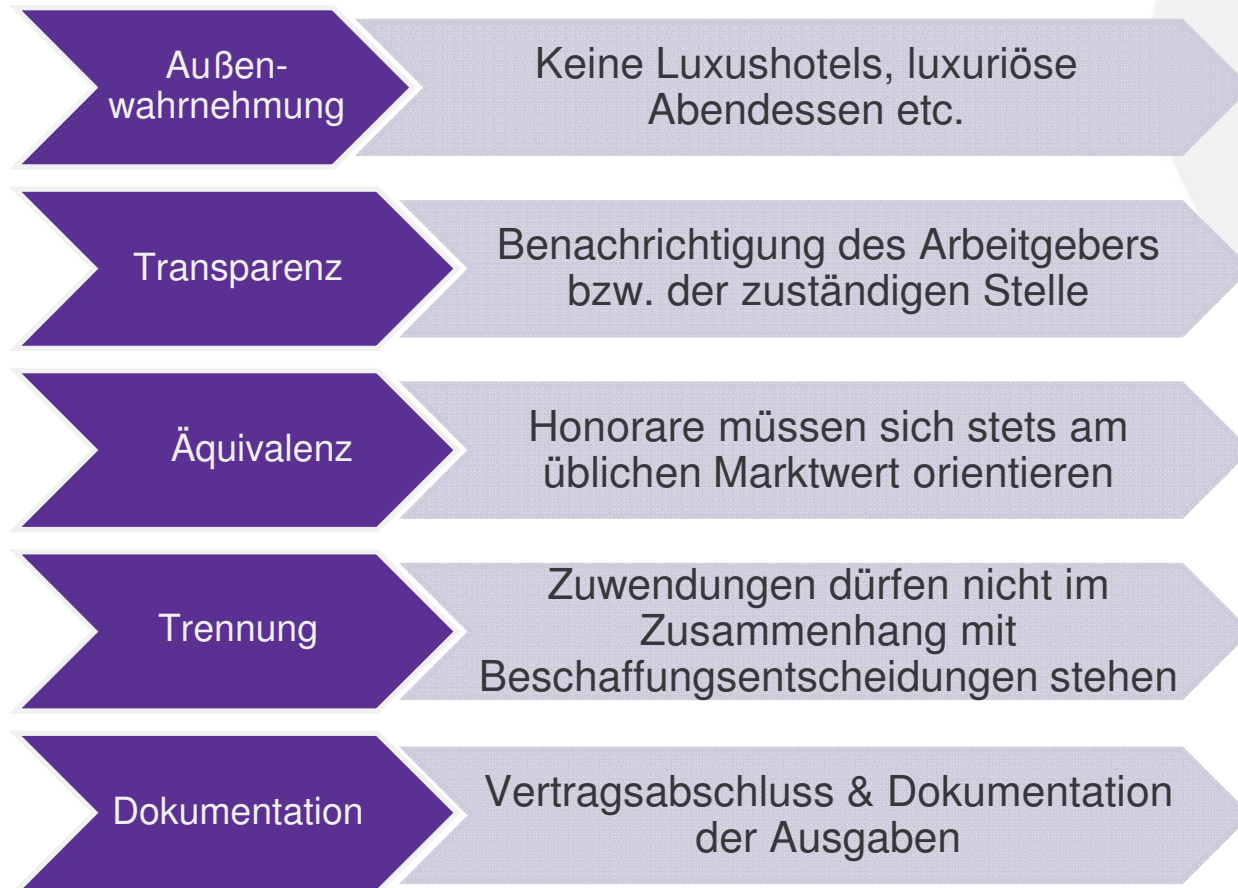 Außen-
wahrnehmung
Keine Luxushotels, luxuriöse
Abendessen etc.
Transparenz
Benachrichtigung des Arbeitgebers
bzw. der zuständigen Stelle
Äquivalenz
Honorare müssen sich stets am
üblichen Marktwert orientieren
Trennung
Zuwendungen dürfen nicht im
Zusammenhang mit
Beschaffungsentscheidungen stehen
Dokumentation
Vertragsabschluss & Dokumentation
der Ausgaben